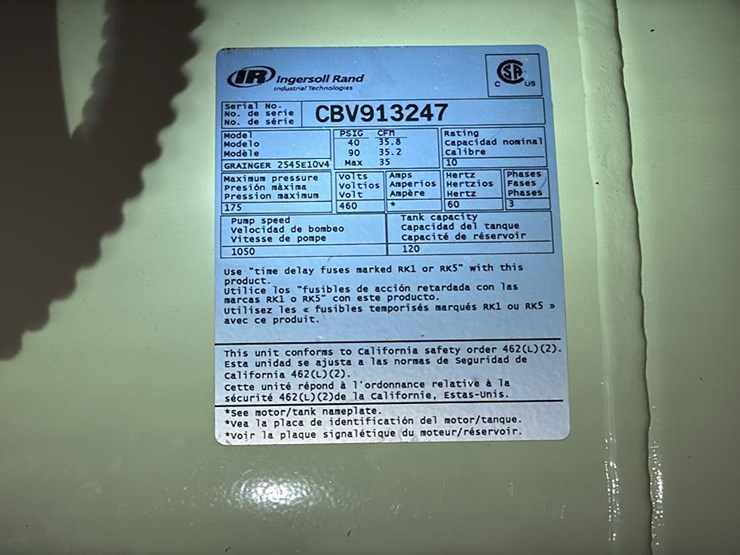 IR Ingersoll Rand
Industrial Technologies
SA
C US
Serial No.
No. de serie
No. de série
CBV913247
Model
Modelo
Modèle
GRAINGER 2545E10V4
PSIG CFM
40 35.8
90 35.2
Max 35
Rating
Capacidad nominal
Calibre
10
Maximum pressure
Presión màxima
Pression maximum
175
Volts
Voltios
Volt
460
Amps
Amperios
Ampère
*
Hertz
Hertzios
Hertz
60
Phases
Fases
Phases
3
Pump speed
Velocidad de bombeo
Vitesse de pompe
1050
Tank capacity
Capacidad del tanque
Capacité de réservoir
120
Use "time delay fuses marked RK1 or RK5" with this
product.
Utilice los "fusibles de acción retardada con las
marcas RK1 o RK5" con este producto.
Utilisez les « fusibles temporisés marqués RK1 ou RK5 »
avec ce produit.
This unit conforms to California safety order 462(L)(2).
Esta unidad se ajusta a las normas de Seguridad de
California 462(L)(2).
Cette unité répond à l'ordonnance relative à la
sécurité 462(L)(2)de la Californie, Estas-Unis.
*See motor/tank nameplate.
*Vea la placa de identificatión del motor/tanque.
*Voir la plaque signalétique du moteur/réservoir.